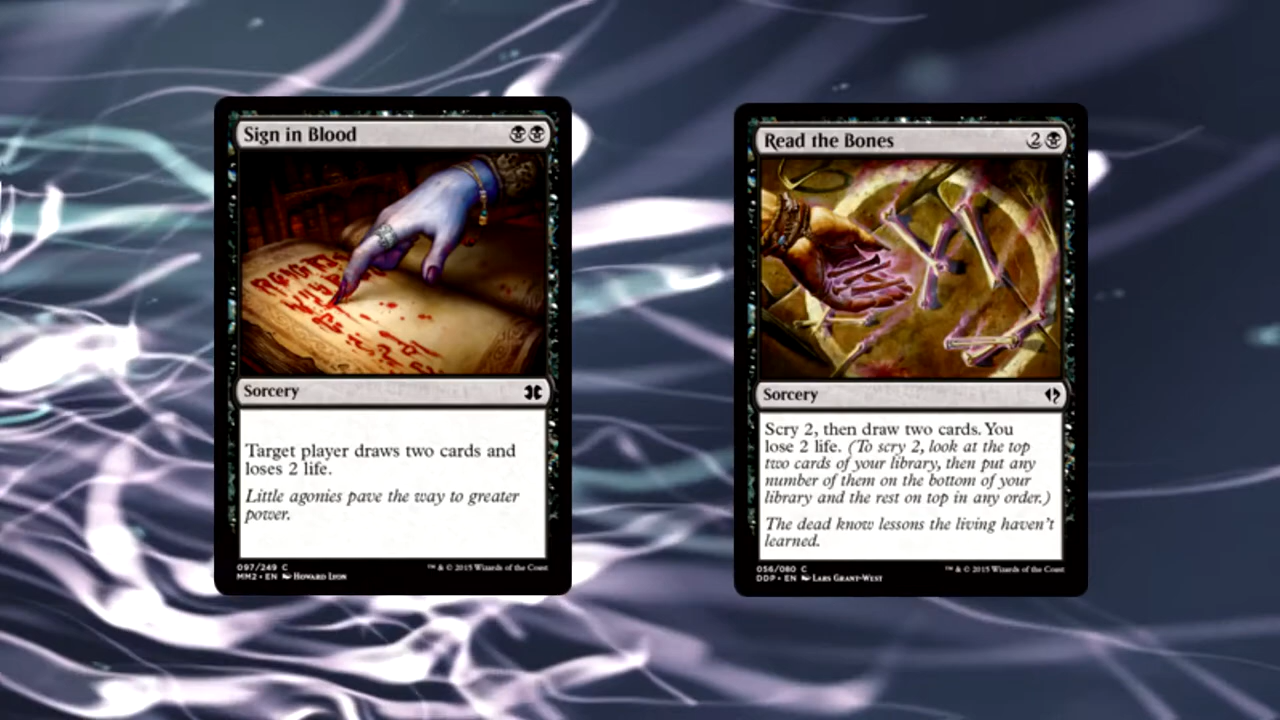 Sign in Blood
Sorcery
Target player draws two cards and
loses 2 life.
Little agonies pave the way to greater
power.
097/249 C
MM2 • EN Howard Lyon
™ & © 2015 Wizards of the Coast
Read the Bones
2
Sorcery
Scry 2, then draw two cards. You
lose 2 life. (To scry 2, look at the top
two cards of your library, then put any
number of them on the bottom of your
library and the rest on top in any order.)
The dead know lessons the living haven't
learned.
056/080 C
DDP • EN Lars Grant-West
™ & © 2015 Wizards of the Coast